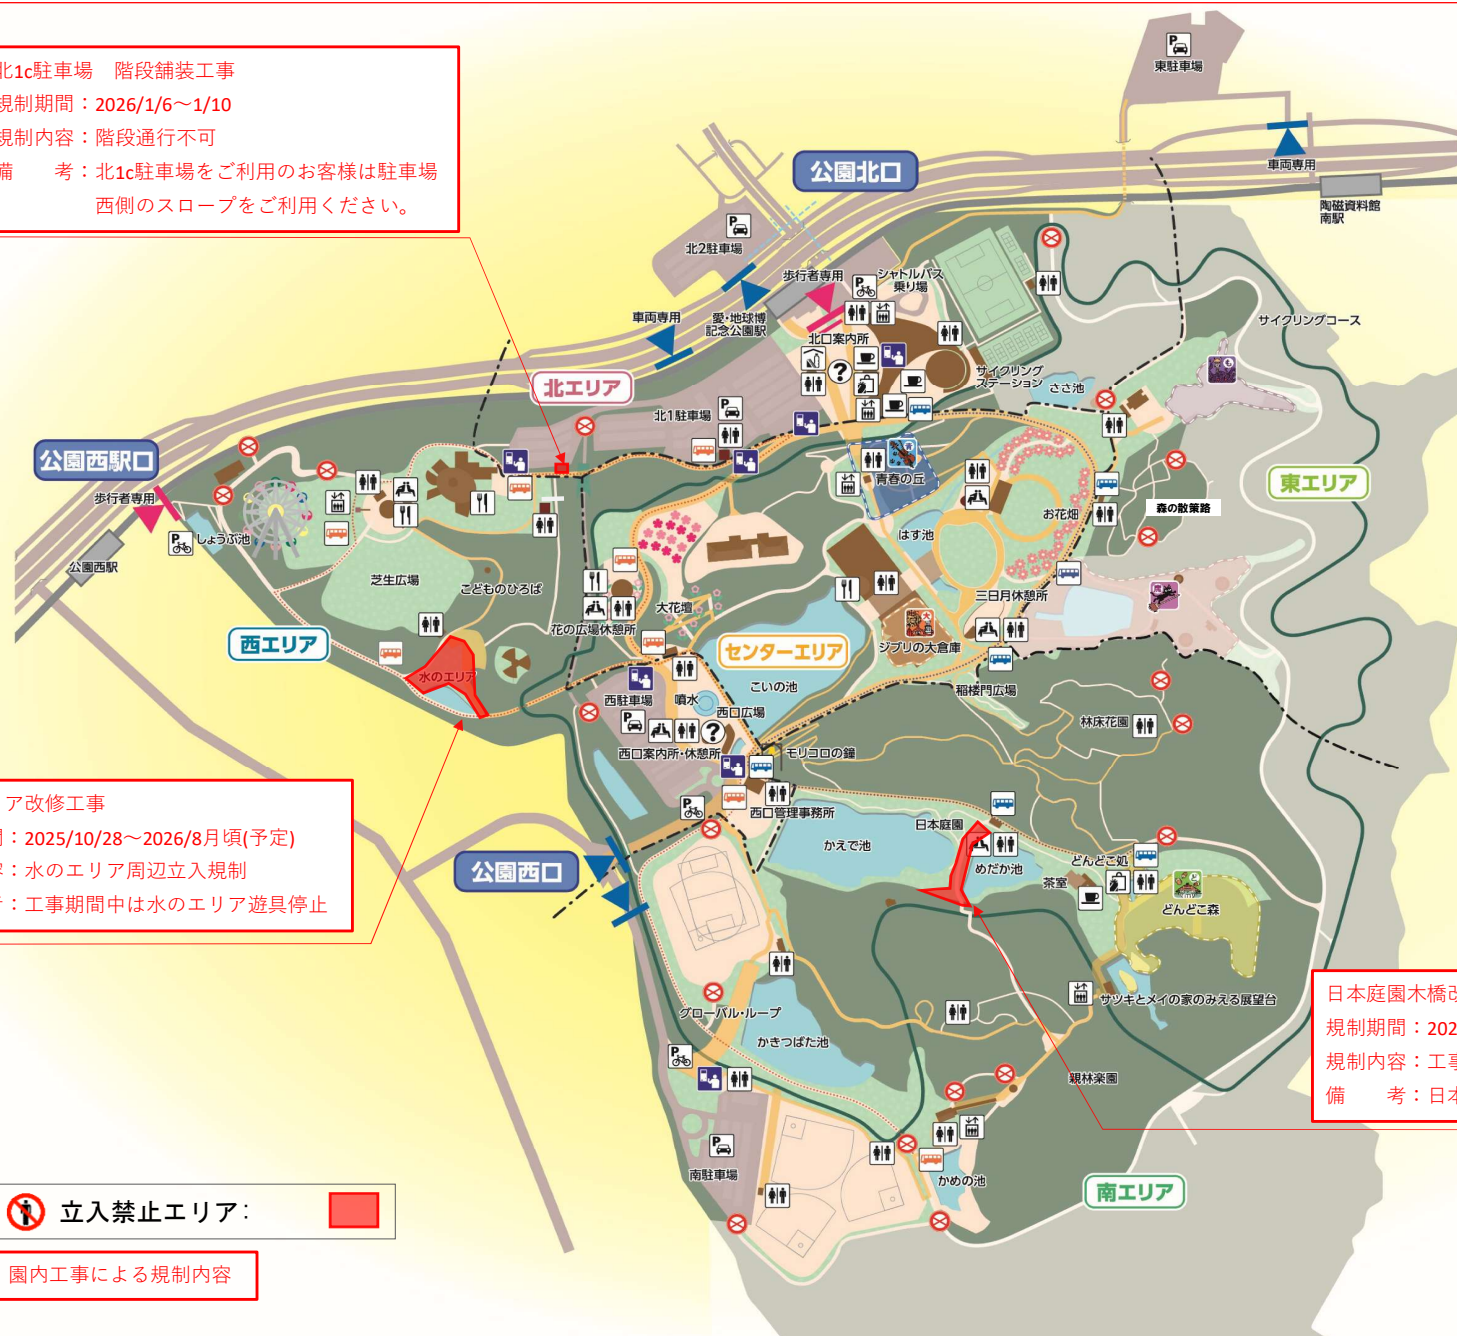 北1c駐車場　階段舗装工事
規制期間：2026/1/6～1/10
規制内容：階段通行不可
備　　考：北1c駐車場をご利用のお客様は駐車場
西側のスロープをご利用ください。
P
東駐車場
車両専用
陶磁資料館
南駅
公園北口
P
北2駐車場
歩行者専用
シャトルバス
乗り場
P
愛・地球博
記念公園駅
車両専用
北口案内所
?
サイクリング
ステーション
ささ池
サイクリングコース
も
北エリア
北1駐車場
P
公園西駅口
歩行者専用
P
しょうぶ池
公園西駅
芝生広場
こどものひろば
青
青春の丘
はす池
お花畑
森の散策路
東エリア
三日月休憩所
大花壇
花の広場休憩所
大
ジブリの大倉庫
魔
西エリア
水のエリア
センターエリア
こいの池
稲楼門広場
林床花園
西駐車場
P
噴水
西口広場
?
西口案内所・休憩所
モリコロの鐘
P
西口管理事務所
ア改修工事
間：2025/10/28～2026/8月頃(予定)
容：水のエリア周辺立入規制
考：工事期間中は水のエリア遊具停止
公園西口
かえで池
日本庭園
めだか池
茶室
どんどこ処
どんどこ森
サツキとメイの家のみえる展望台
グローバル・ループ
かきつばた池
P
親林楽園
P
南駐車場
かめの池
南エリア
日本庭園木橋改
規制期間：202
規制内容：工事
備　　考：日本
立入禁止エリア：
園内工事による規制内容